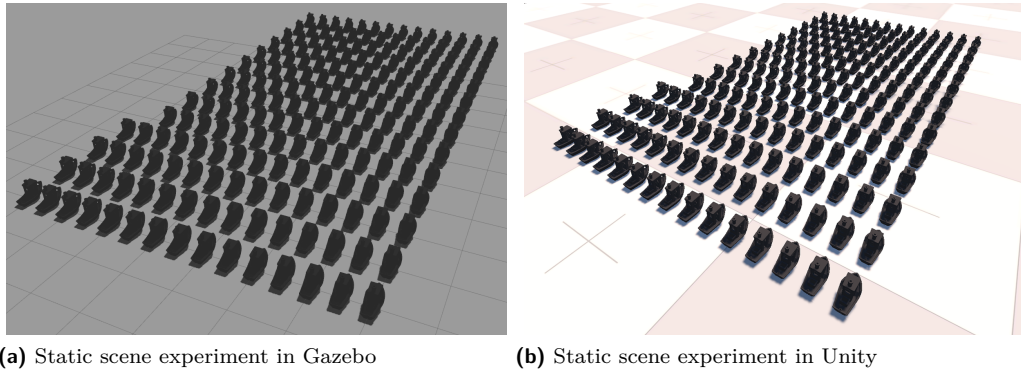 (a) Static scene experiment in Gazebo
(b) Static scene experiment in Unity